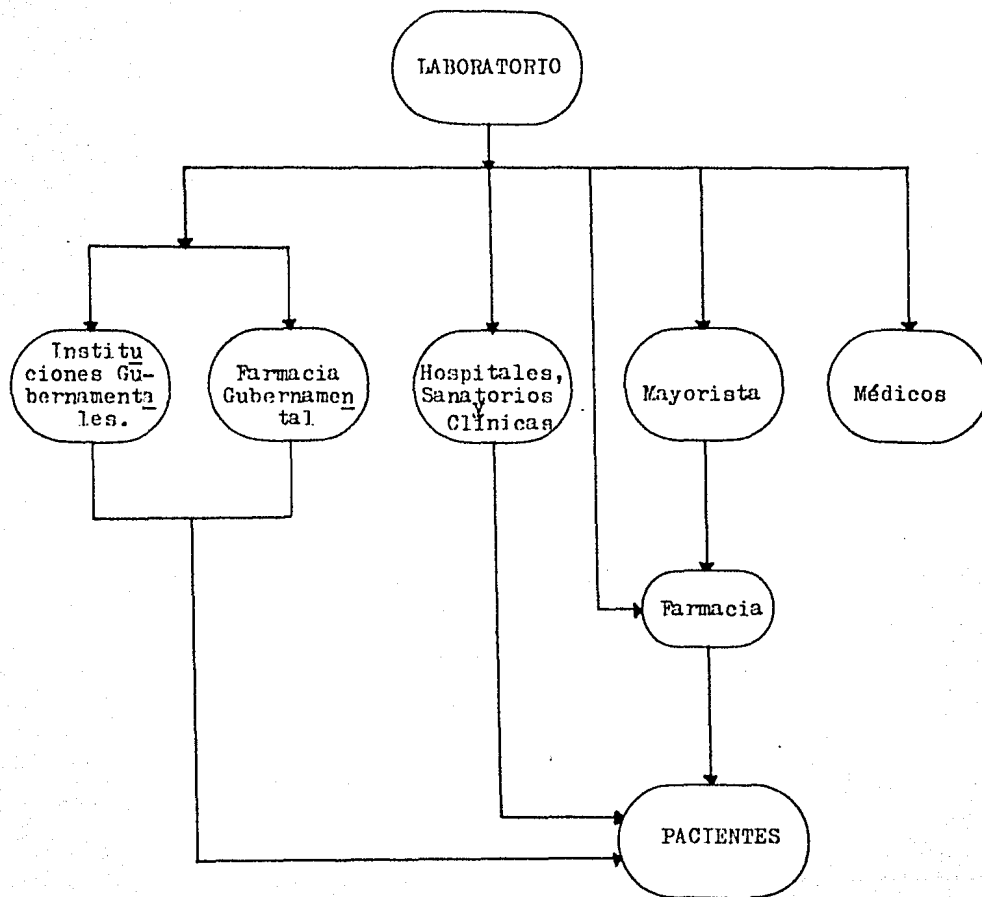 LABORATORIO
Institu
ciones Gu-
bernamenta
les.
Farmacia
Gubernamen
tal
Hospitales,
Sanatorios
y
Clínicas
Mayorista
Médicos
Farmacia
PACIENTES